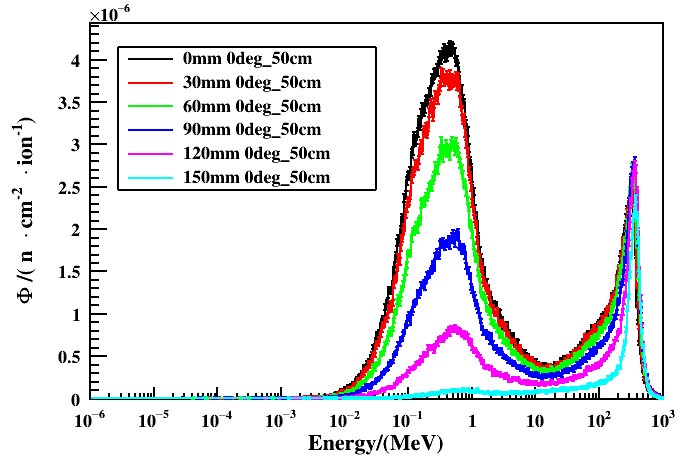 ×10⁻⁶
0mm 0deg_50cm
30mm 0deg_50cm
60mm 0deg_50cm
90mm 0deg_50cm
120mm 0deg_50cm
150mm 0deg_50cm
Φ /( n · cm⁻² · ion⁻¹)
4
3.5
3
2.5
2
1.5
1
0.5
0
10⁻⁶ 10⁻⁵ 10⁻⁴ 10⁻³ 10⁻² 10⁻¹ 1 10 10² 10³
Energy/(MeV)